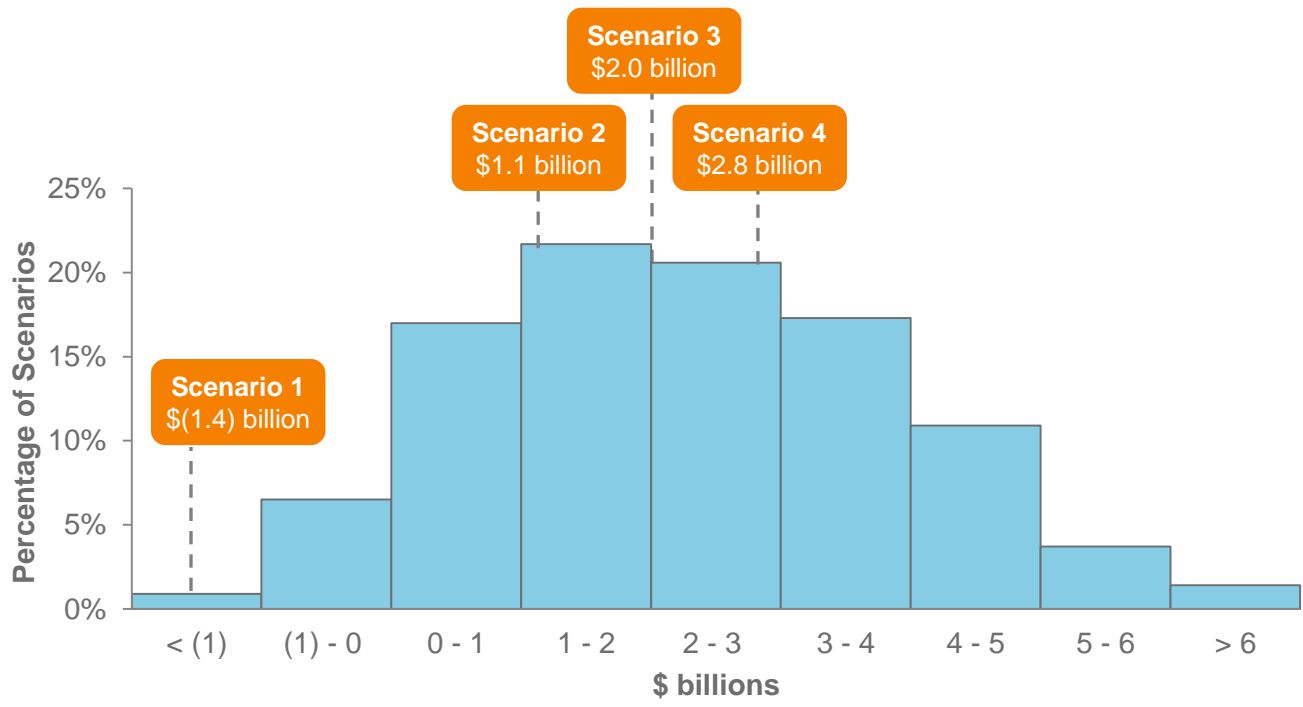 Scenario 3
$2.0 billion
Scenario 2
$1.1 billion
Scenario 4
$2.8 billion
Scenario 1
$(1.4) billion
Percentage of Scenarios
25%
20%
15%
10%
5%
0%
< (1)
(1) - 0
0 - 1
1 - 2
2 - 3
3 - 4
4 - 5
5 - 6
> 6
$ billions